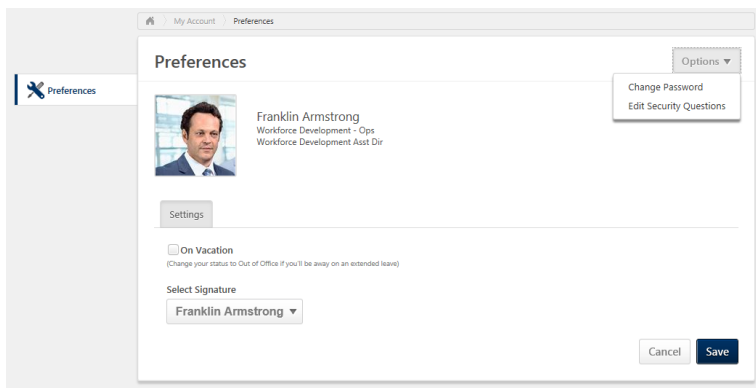 My Account
Preferences
Preferences
Options ▼
Change Password
Edit Security Questions
Preferences
Franklin Armstrong
Workforce Development - Ops
Workforce Development Asst Dir
Settings
On Vacation
(Change your status to Out of Office if you'll be away on an extended leave)
Select Signature
Franklin Armstrong ▼
Cancel
Save